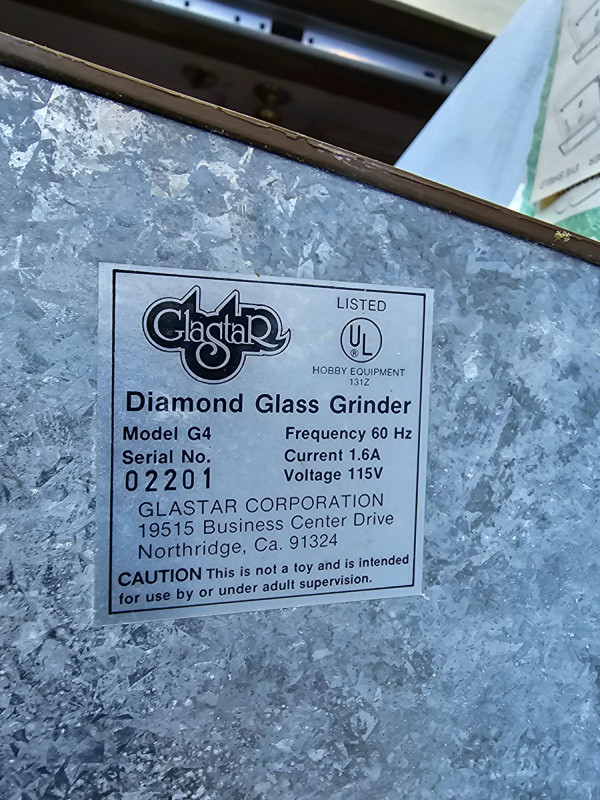 GlastaR
LISTED
UL
®
HOBBY EQUIPMENT
131Z
Diamond Glass Grinder
Model G4
Frequency 60 Hz
Serial No.
Current 1.6A
02201
Voltage 115V
GLASTAR CORPORATION
19515 Business Center Drive
Northridge, Ca. 91324
CAUTION This is not a toy and is intended
for use by or under adult supervision.
EYE SHIELD